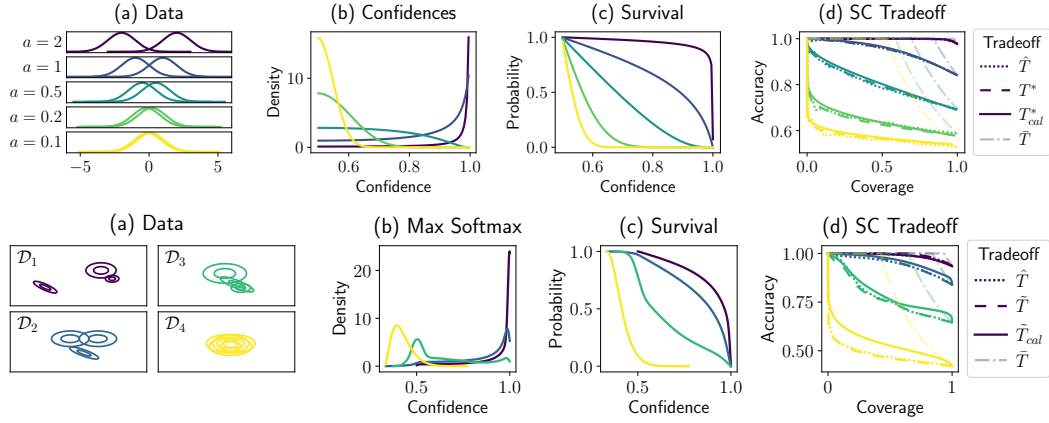 (a) Data
(b) Confidences
(c) Survival
(d) SC Tradeoff
a = 2
a = 1
a = 0.5
a = 0.2
a = 0.1
−5
0
5
Density
10
0
0.6
0.8
1.0
Confidence
Probability
1.0
0.5
0.0
0.6
0.8
1.0
Confidence
Accuracy
1.0
0.8
0.6
0.0
0.5
1.0
Coverage
Tradeoff
T̂
T*
T*cal
T̄
(a) Data
(b) Max Softmax
(c) Survival
(d) SC Tradeoff
𝒟1
𝒟3
𝒟2
𝒟4
Density
20
10
0
0.5
1.0
Confidence
Probability
1.0
0.5
0.0
0.5
1.0
Confidence
Accuracy
1.00
0.75
0.50
0
1
Coverage
Tradeoff
T̂
T̃
T̃cal
T̄